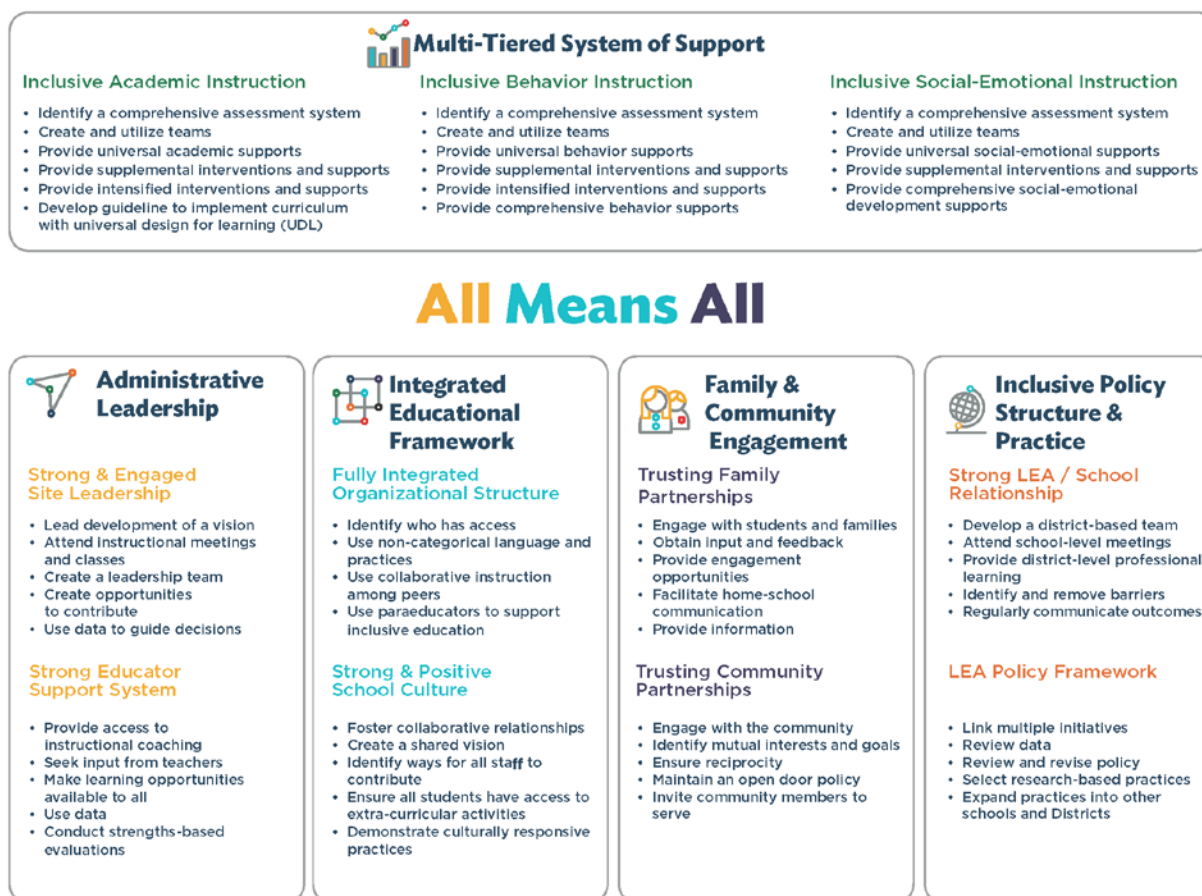 Multi-Tiered System of Support
Inclusive Academic Instruction
• Identify a comprehensive assessment system
• Create and utilize teams
• Provide universal academic supports
• Provide supplemental interventions and supports
• Provide intensified interventions and supports
• Develop guideline to implement curriculum
with universal design for learning (UDL)
Inclusive Behavior Instruction
• Identify a comprehensive assessment system
• Create and utilize teams
• Provide universal behavior supports
• Provide supplemental interventions and supports
• Provide intensified interventions and supports
• Provide comprehensive behavior supports
Inclusive Social-Emotional Instruction
• Identify a comprehensive assessment system
• Create and utilize teams
• Provide universal social-emotional supports
• Provide supplemental interventions and supports
• Provide comprehensive social-emotional
development supports
All Means All
Administrative
Leadership
Strong & Engaged
Site Leadership
• Lead development of a vision
• Attend instructional meetings
and classes
• Create a leadership team
• Create opportunities
to contribute
• Use data to guide decisions
Strong Educator
Support System
• Provide access to
instructional coaching
• Seek input from teachers
• Make learning opportunities
available to all
• Use data
• Conduct strengths-based
evaluations
Integrated
Educational
Framework
Fully Integrated
Organizational Structure
• Identify who has access
• Use non-categorical language and
practices
• Use collaborative instruction
among peers
• Use paraeducators to support
inclusive education
Strong & Positive
School Culture
• Foster collaborative relationships
• Create a shared vision
• Identify ways for all staff to
contribute
• Ensure all students have access to
extra-curricular activities
• Demonstrate culturally responsive
practices
Family &
Community
Engagement
Trusting Family
Partnerships
• Engage with students and families
• Obtain input and feedback
• Provide engagement
opportunities
• Facilitate home-school
communication
• Provide information
Trusting Community
Partnerships
• Engage with the community
• Identify mutual interests and goals
• Ensure reciprocity
• Maintain an open door policy
• Invite community members to
serve
Inclusive Policy
Structure &
Practice
Strong LEA / School
Relationship
• Develop a district-based team
• Attend school-level meetings
• Provide district-level professional
learning
• Identify and remove barriers
• Regularly communicate outcomes
LEA Policy Framework
• Link multiple initiatives
• Review data
• Review and revise policy
• Select research-based practices
• Expand practices into other
schools and Districts